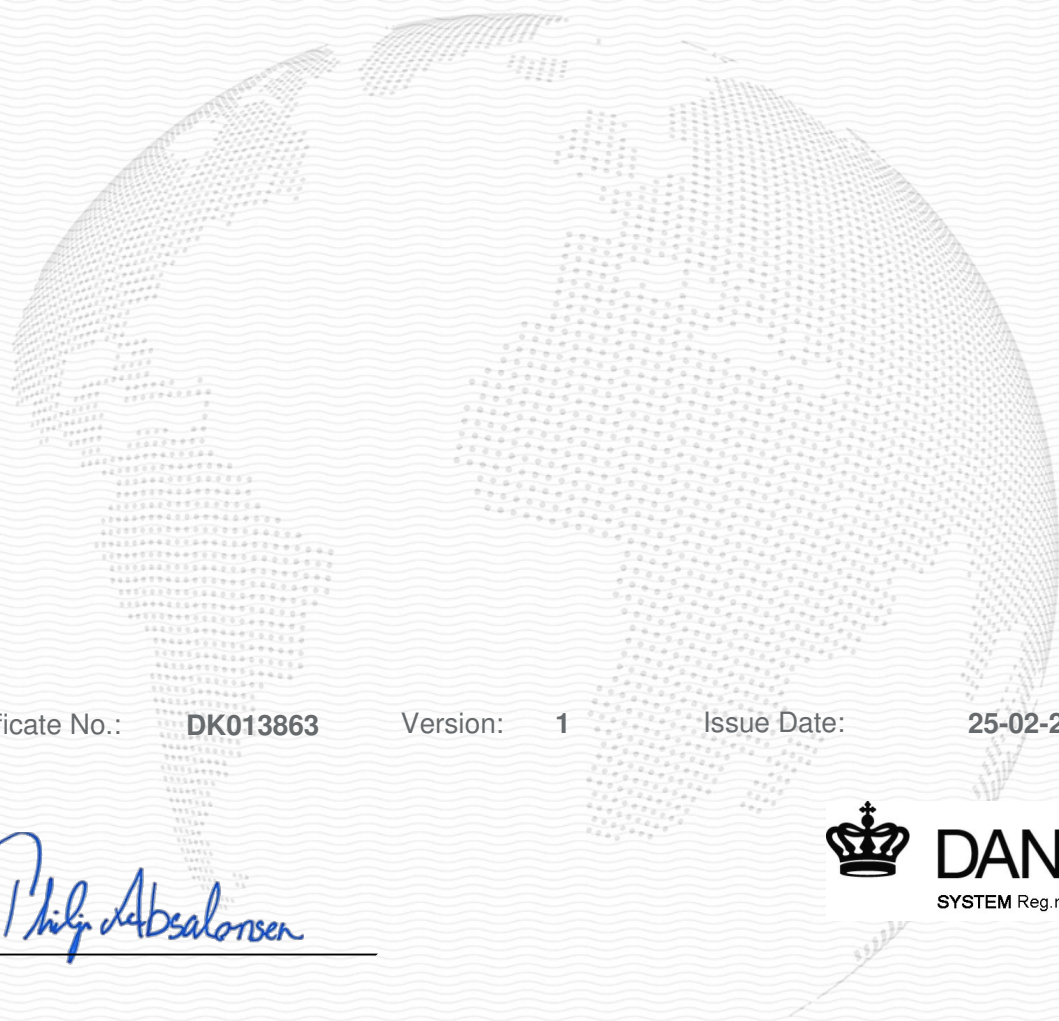 ficate No.: DK013863 Version: 1 Issue Date: 25-02-2
Philip Absalonsen
DAN
SYSTEM Reg.n